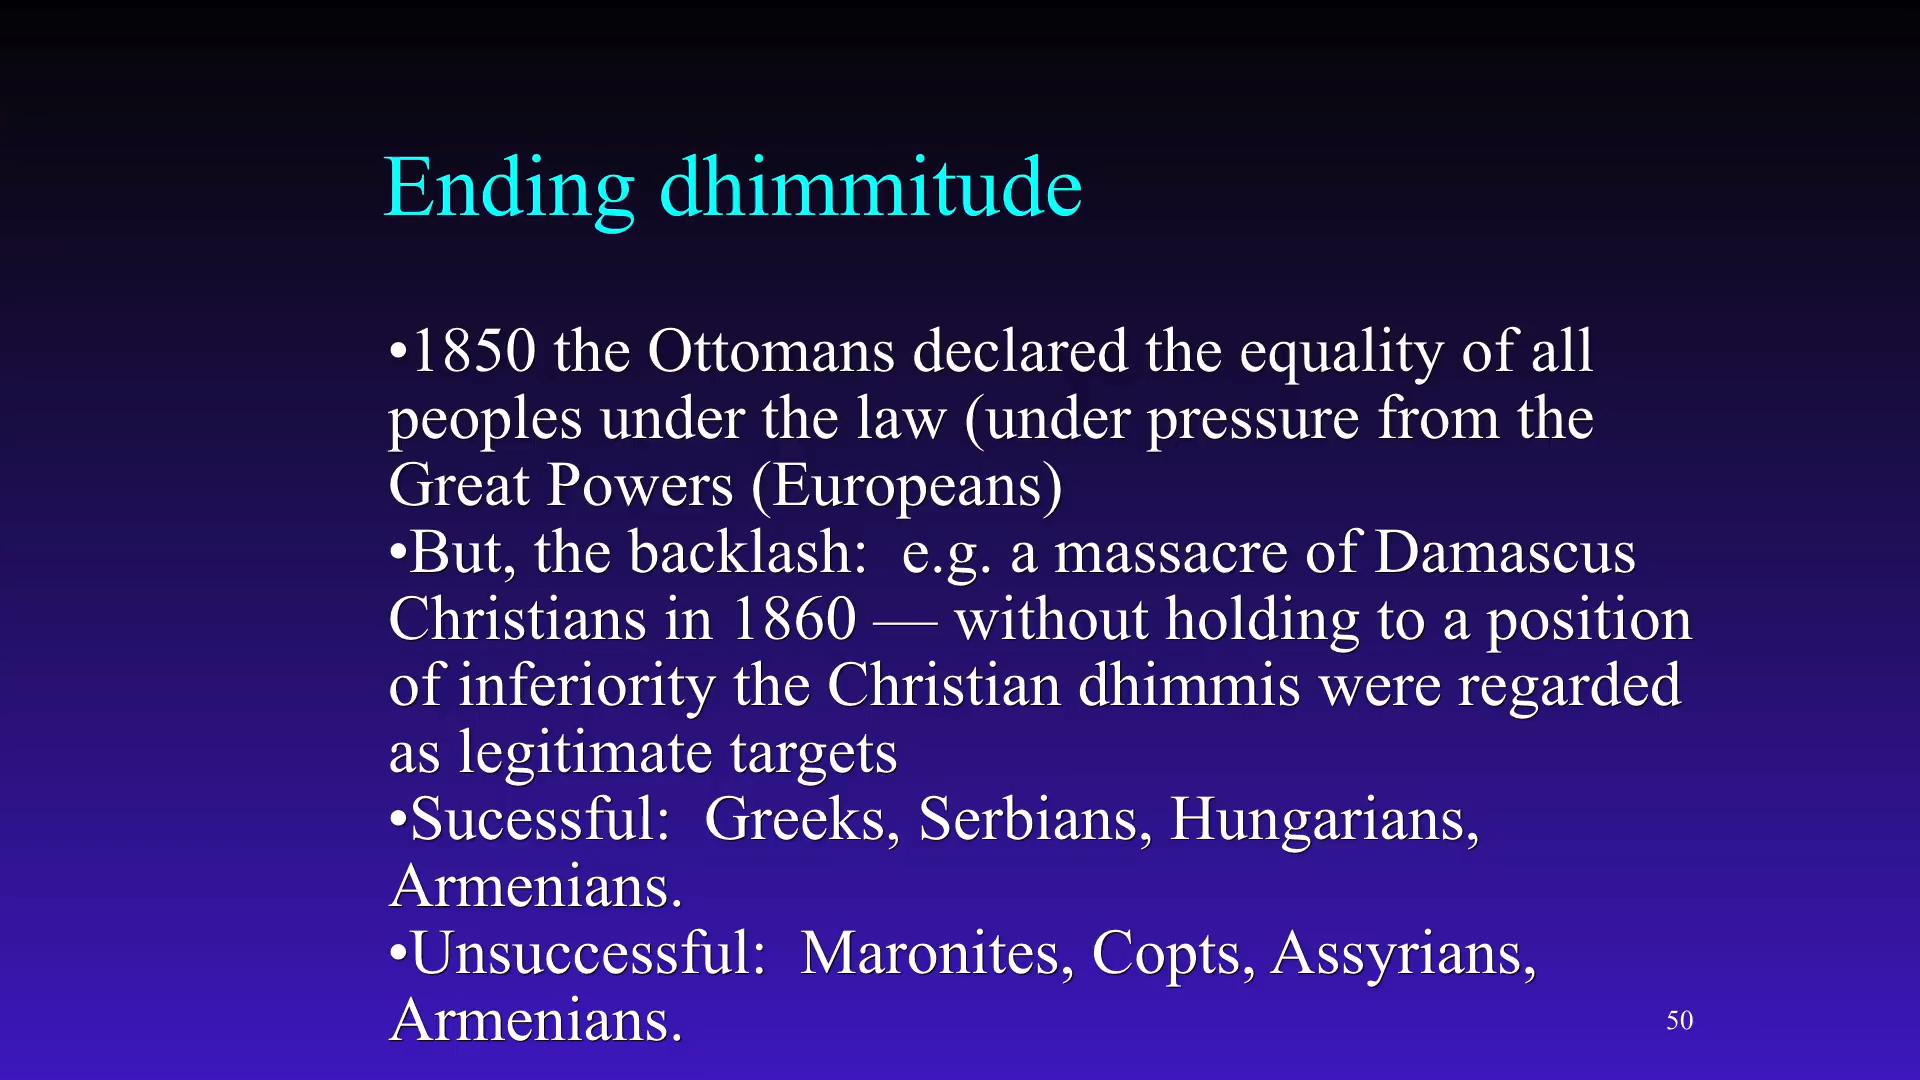 Ending dhimmitude
•1850 the Ottomans declared the equality of all
peoples under the law (under pressure from the
Great Powers (Europeans)
•But, the backlash:  e.g. a massacre of Damascus
Christians in 1860 — without holding to a position
of inferiority the Christian dhimmis were regarded
as legitimate targets
•Sucessful:  Greeks, Serbians, Hungarians,
Armenians.
•Unsuccessful:  Maronites, Copts, Assyrians,
Armenians.
50